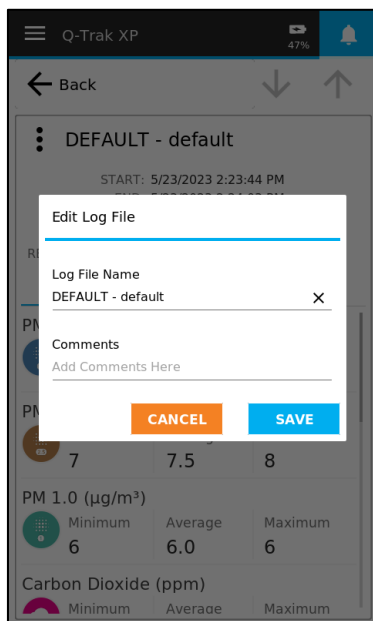 Q-Trak XP
47%
Back
DEFAULT - default
START: 5/23/2023 2:23:44 PM
Edit Log File
Log File Name
DEFAULT - default
Comments
Add Comments Here
CANCEL
SAVE
7 7.5 8
PM 1.0 (µg/m³)
Minimum Average Maximum
6 6.0 6
Carbon Dioxide (ppm)
Minimum Average Maximum